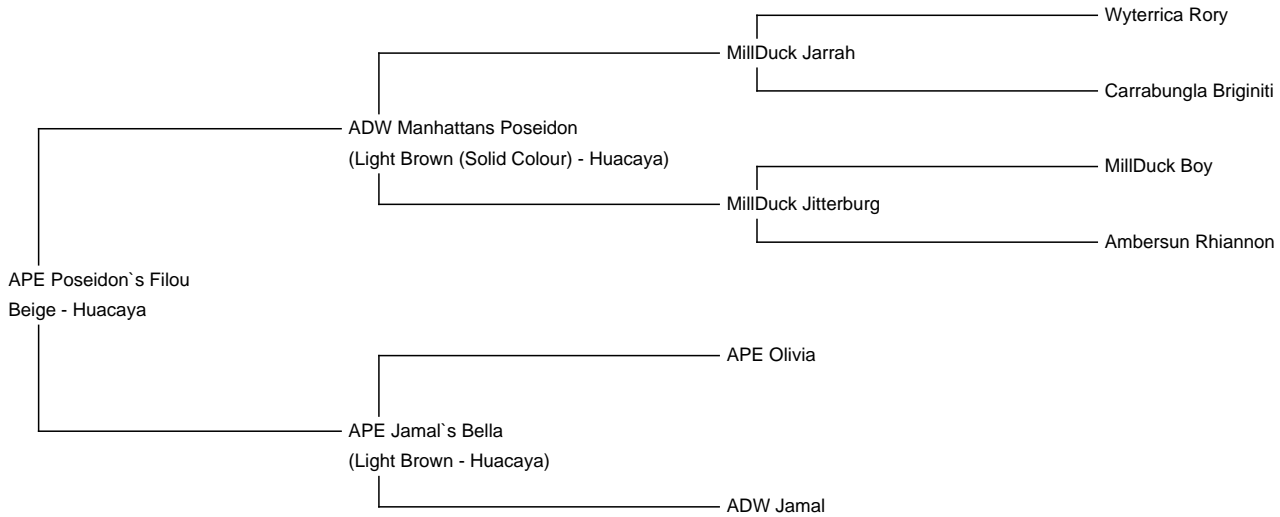 Wyterrica Rory
MillDuck Jarrah
Carrabungla Briginiti
ADW Manhattans Poseidon
(Light Brown (Solid Colour) - Huacaya)
MillDuck Boy
MillDuck Jitterburg
Ambersun Rhiannon
APE Poseidon`s Filou
Beige - Huacaya
APE Olivia
APE Jamal`s Bella
(Light Brown - Huacaya)
ADW Jamal